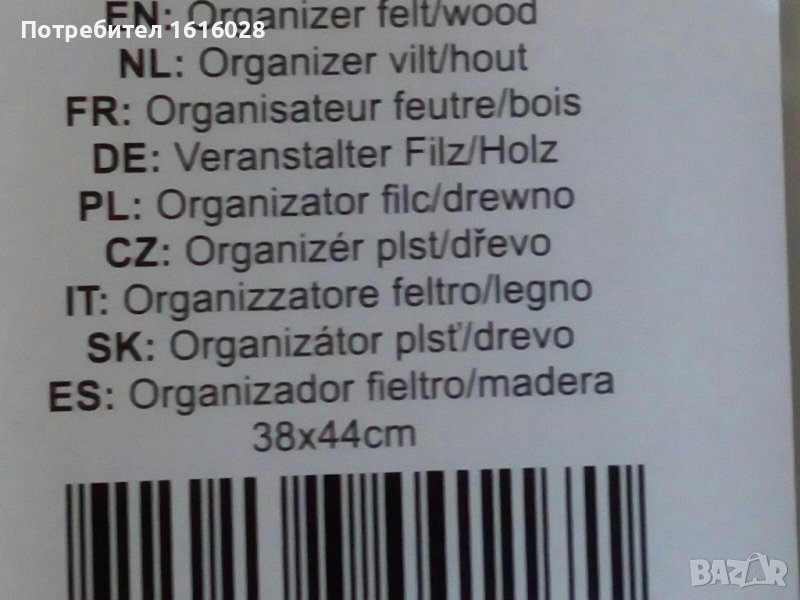 Потребител 1616028
EN: Organizer felt/wood
NL: Organizer vilt/hout
FR: Organisateur feutre/bois
DE: Veranstalter Filz/Holz
PL: Organizator filc/drewno
CZ: Organizér plst/dřevo
IT: Organizzatore feltro/legno
SK: Organizátor plsť/drevo
ES: Organizador fieltro/madera
38x44cm
BAZAR